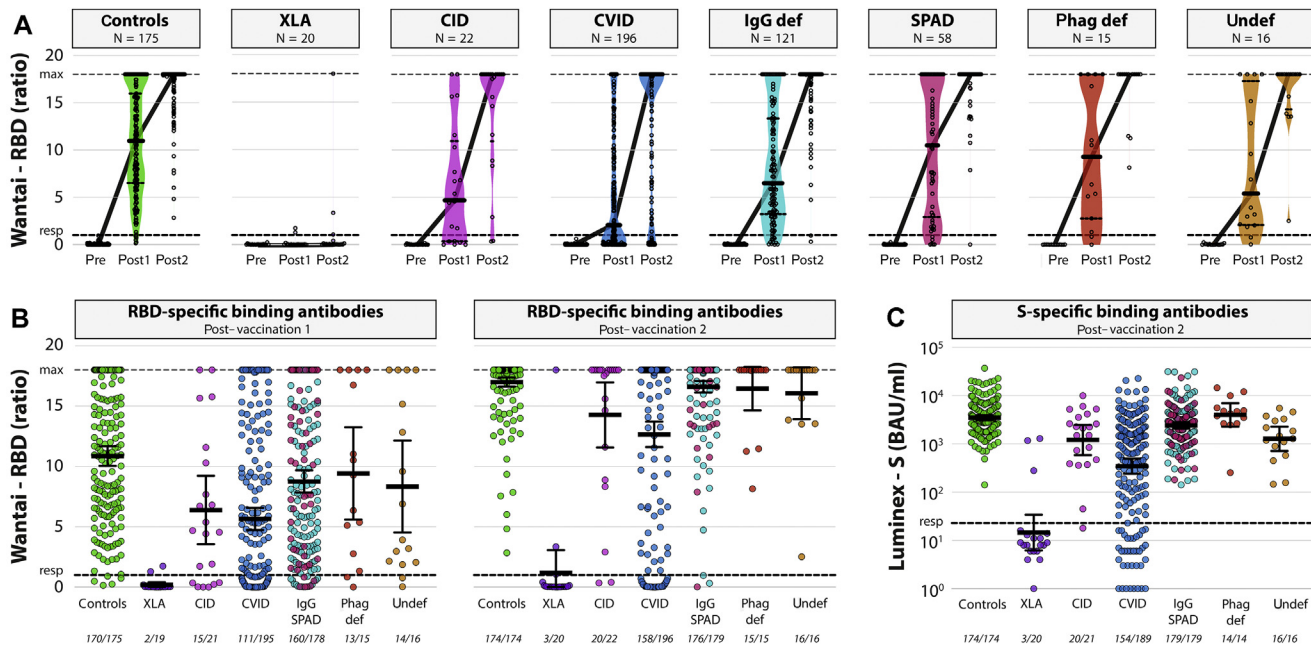 A
Controls
N = 175
XLA
N = 20
CID
N = 22
CVID
N = 196
IgG def
N = 121
SPAD
N = 58
Phag def
N = 15
Undef
N = 16
Wantai - RBD (ratio)
20
max
15
10
5
resp
0
Pre Post1 Post2
Pre Post1 Post2
Pre Post1 Post2
Pre Post1 Post2
Pre Post1 Post2
Pre Post1 Post2
Pre Post1 Post2
Pre Post1 Post2
B
RBD-specific binding antibodies
Post-vaccination 1
Wantai - RBD (ratio)
20
max
15
10
5
resp
0
Controls XLA CID CVID IgG SPAD Phag def Undef
170/175 2/19 15/21 111/195 160/178 13/15 14/16
RBD-specific binding antibodies
Post-vaccination 2
Controls XLA CID CVID IgG SPAD Phag def Undef
174/174 3/20 20/22 158/196 176/179 15/15 16/16
C
S-specific binding antibodies
Post-vaccination 2
Luminex - S (BAU/ml)
10⁵
10⁴
10³
10²
resp
10¹
10⁰
Controls XLA CID CVID IgG SPAD Phag def Undef
174/174 3/20 20/21 154/189 179/179 14/14 16/16